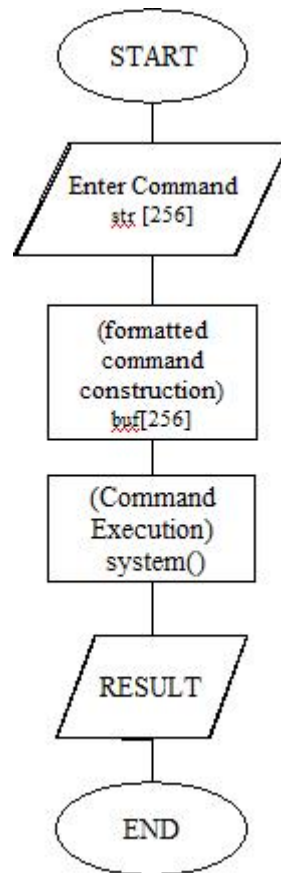 START
Enter Command
str [256]
(formatted
command
construction)
buf[256]
(Command
Execution)
system()
RESULT
END